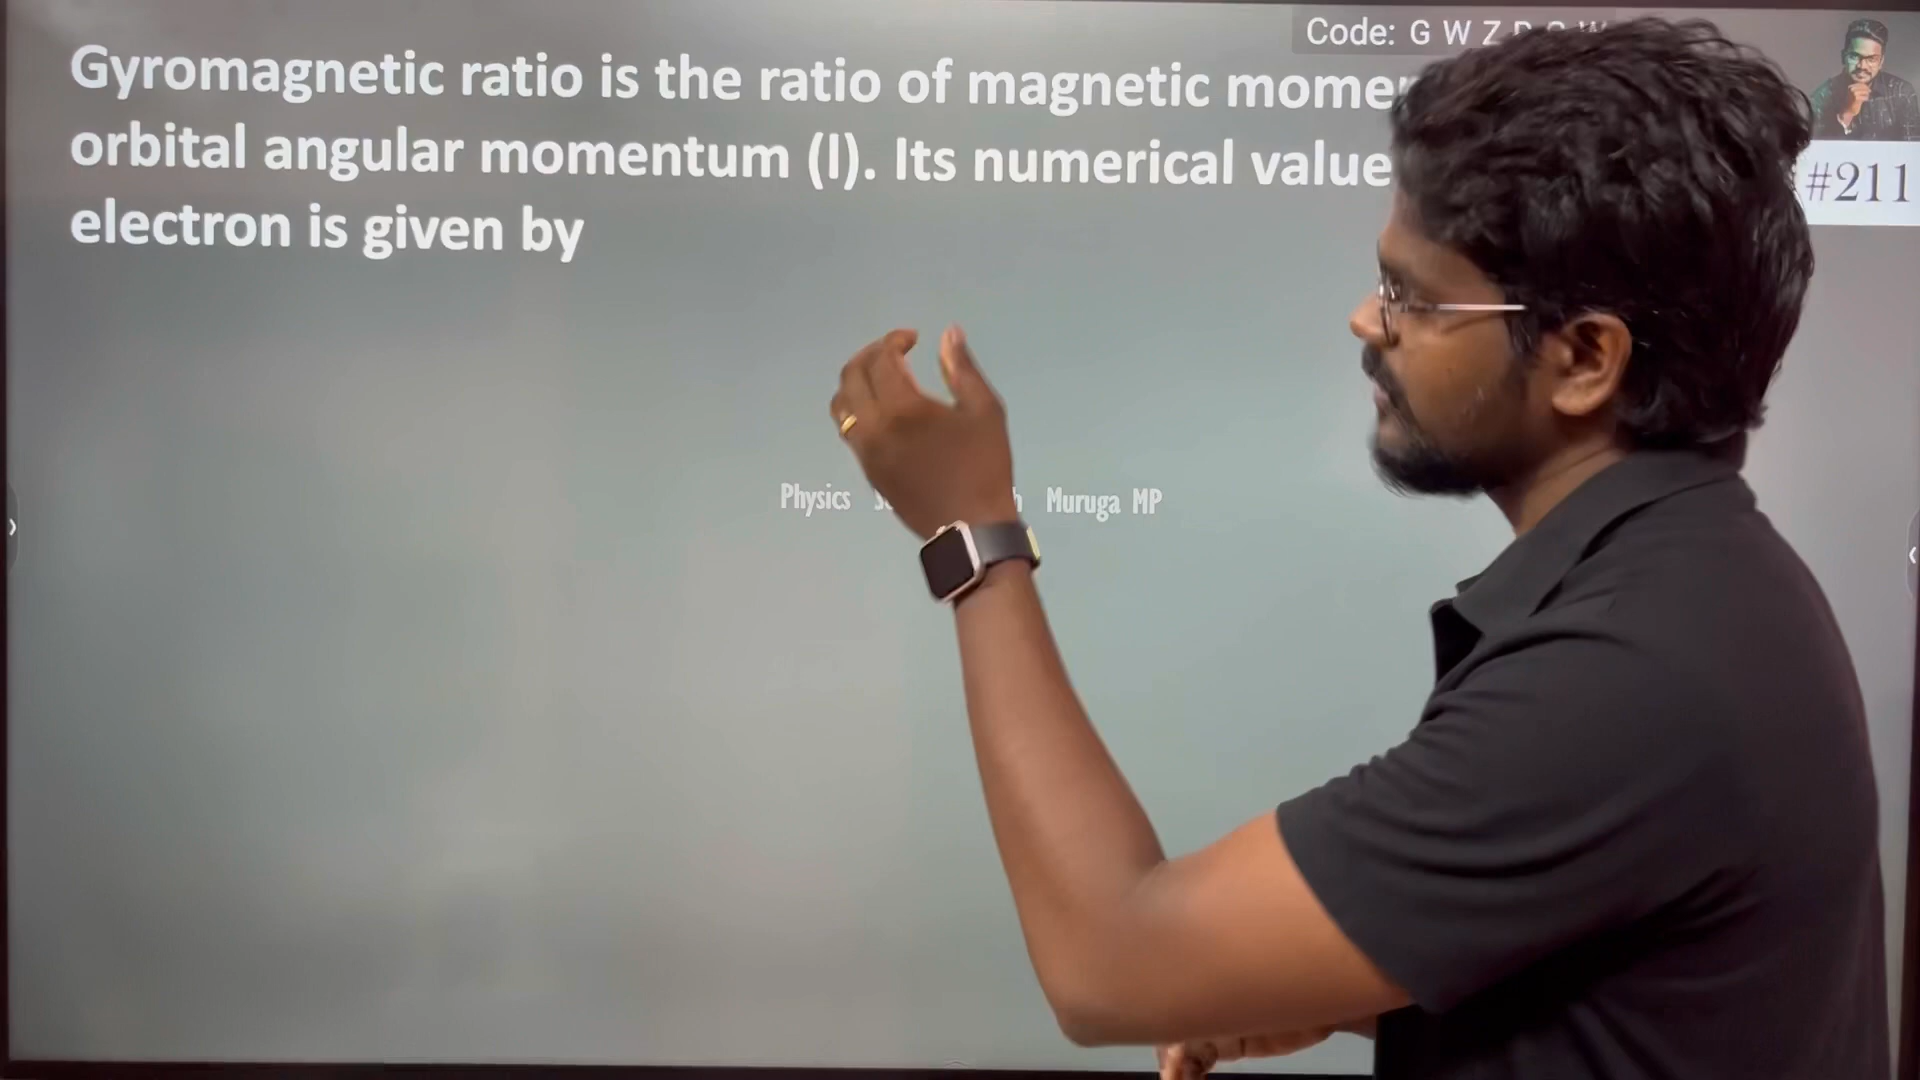 Code: G W Z
Gyromagnetic ratio is the ratio of magnetic
orbital angular momentum (l). Its numerical value
#211
electron is given by
Physics Muruga MP